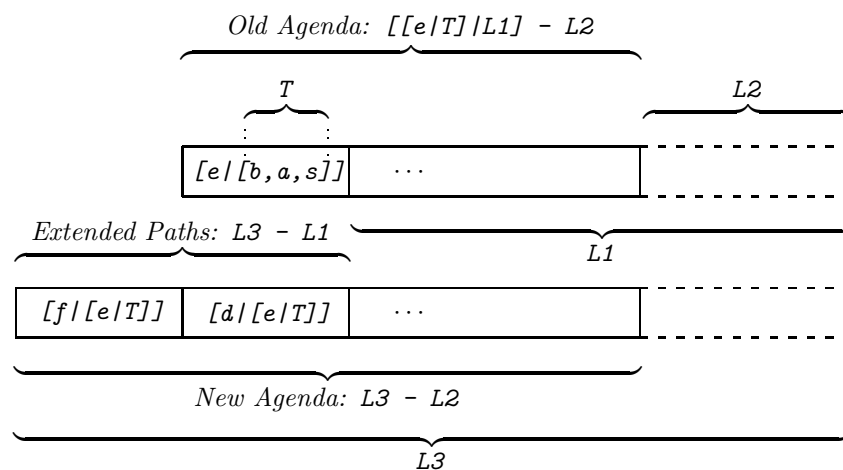 Old Agenda: [[e|T]|L1] - L2
T L2
[e|[b,a,s]] ···
Extended Paths: L3 - L1
L1
[f|[e|T]] [d|[e|T]] ···
New Agenda: L3 - L2
L3